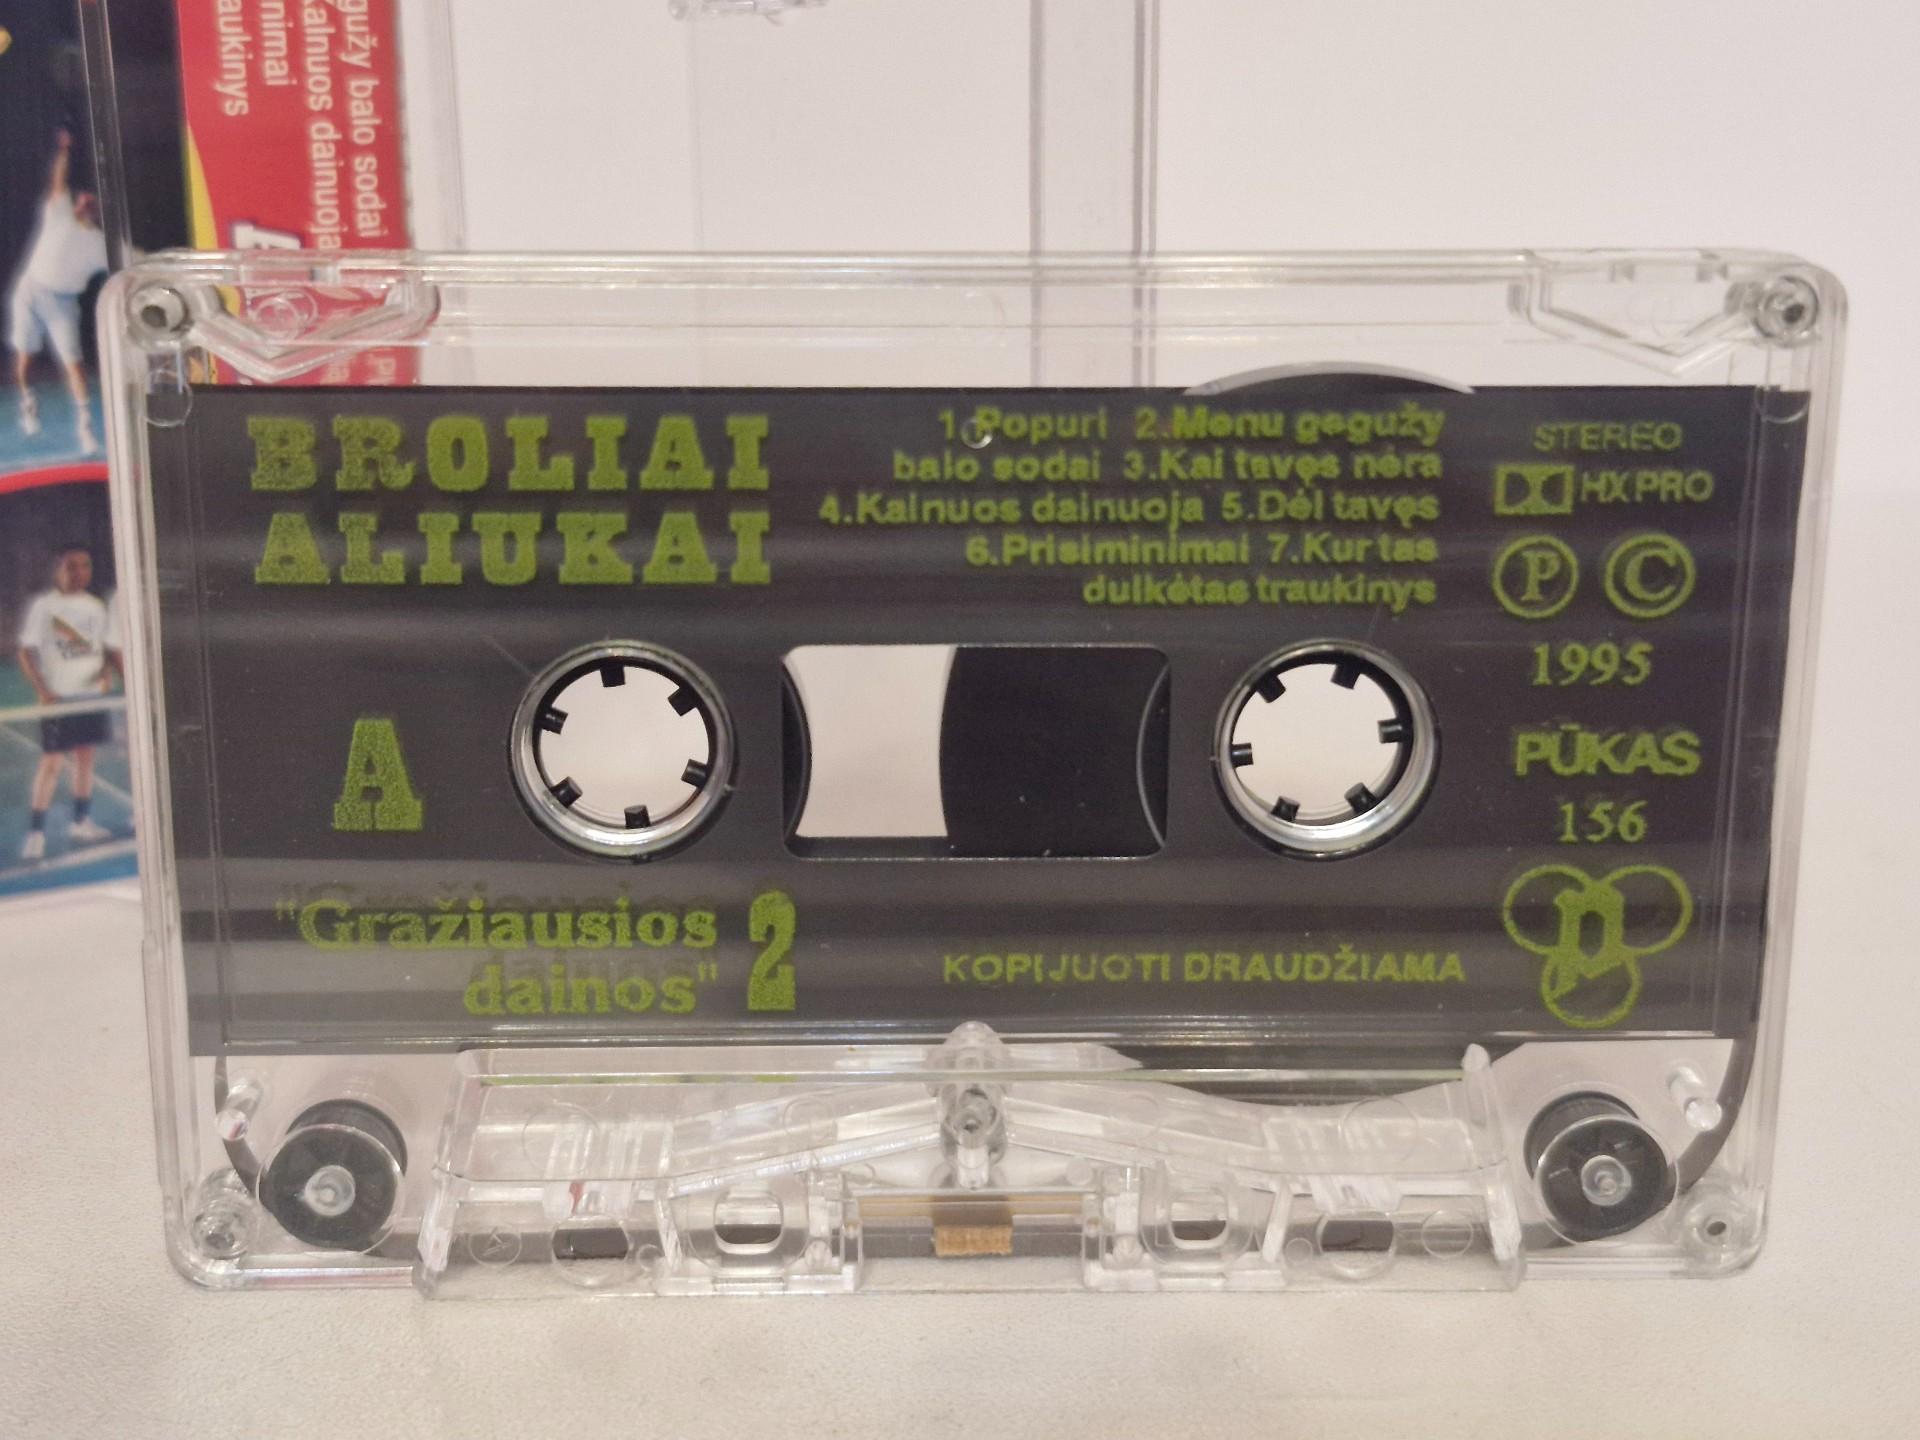 gužy balo sodai
kalnuos dainuoja
nimai
aukinys
BROLIAI
ALIUKAI
1.Popuri 2.Menu gegužy
balo sodai 3.Kai tavęs nėra
4.Kalnuos dainuoja 5.Dėl tavęs
6.Prisiminimai 7.Kurtas
dulkėtas traukinys
STEREO
HX PRO
P C
1995
PŪKAS
156
A
"Gražiausios
dainos" 2
KOPIJUOTI DRAUDŽIAMA